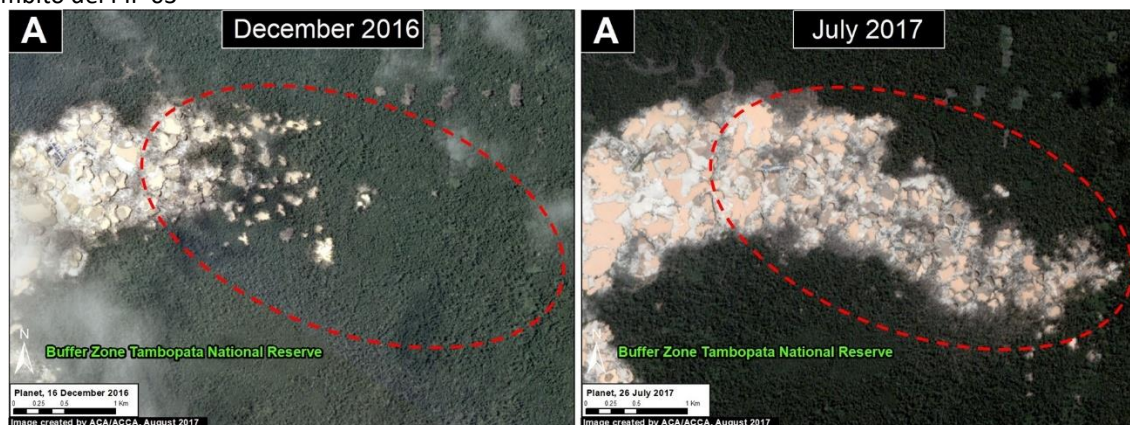 A
December 2016
Buffer Zone Tambopata National Reserve
N
Planet, 16 December 2016
0 0.25 0.5 1 Km
Image created by ACA/ACCA, August 2017
A
July 2017
Buffer Zone Tambopata National Reserve
N
Planet, 26 July 2017
0 0.25 0.5 1 Km
Image created by ACA/ACCA, August 2017